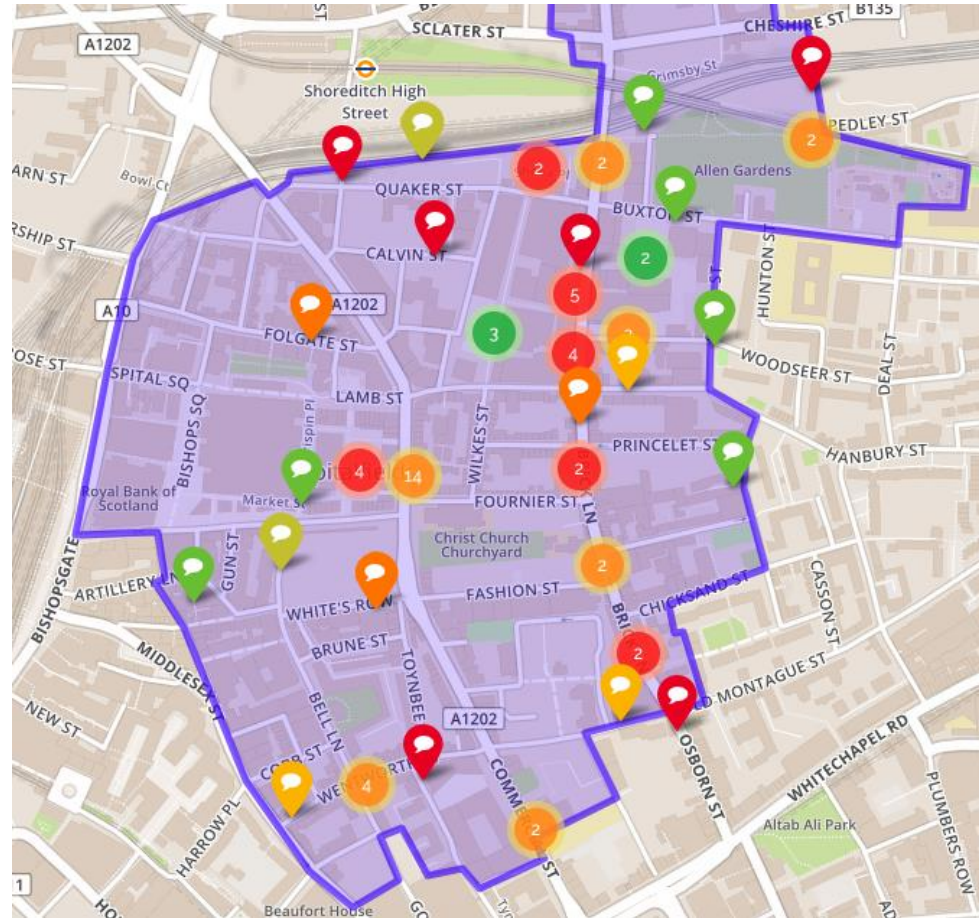 ST
SCLATER ST
CHESHIRE ST
B135
A1202
Grimsby St
Shoreditch High
Street
PEDLEY ST
2
2
2
ARN ST
Bowl Ct
QUAKER ST
Allen Gardens
BUXTON ST
RSHIP ST
CALVIN ST
2
ST
HUNTON ST
A10
A1202
5
3
4
FOLGATE ST
WOODSEER ST
DEAL ST
SPITAL SQ
BISHOPS SQ
LAMB ST
WILKES ST
PRINCELET ST
HANBURY ST
4
14
2
Royal Bank of
Scotland
Market St
FOURNIER ST
LN
GUN ST
Christ Church
Churchyard
BISHOPSGATE
ARTILLERY LN
2
CASSON ST
WHITE'S ROW
FASHION ST
CHICKSAND ST
BRUNE ST
MIDDLESEX ST
TOYNBEE
2
NEW ST
BELL LN
A1202
LD MONTAGUE ST
OSBORN ST
WHITECHAPEL RD
COBB ST
4
HARROW PL
2
Altab Ali Park
PLUMBERS ROW
1
Beaufort House